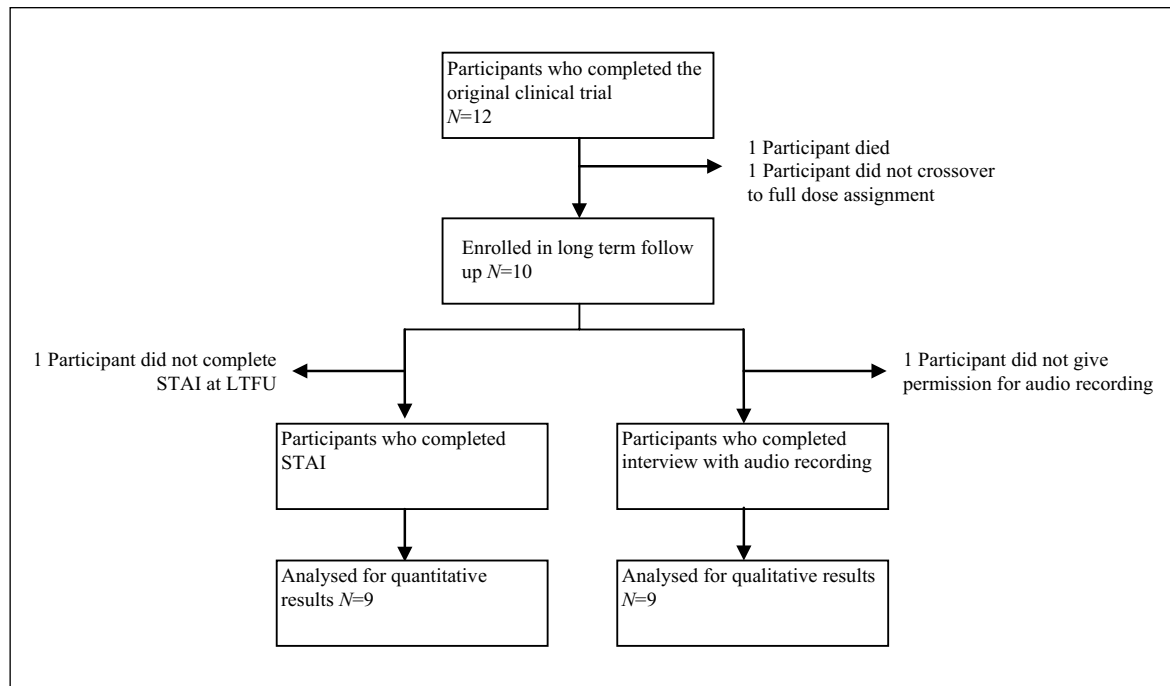 Participants who completed the
original clinical trial
N=12
1 Participant died
1 Participant did not crossover
to full dose assignment
Enrolled in long term follow
up N=10
1 Participant did not complete
STAI at LTFU
1 Participant did not give
permission for audio recording
Participants who completed
STAI
Participants who completed
interview with audio recording
Analysed for quantitative
results N=9
Analysed for qualitative results
N=9